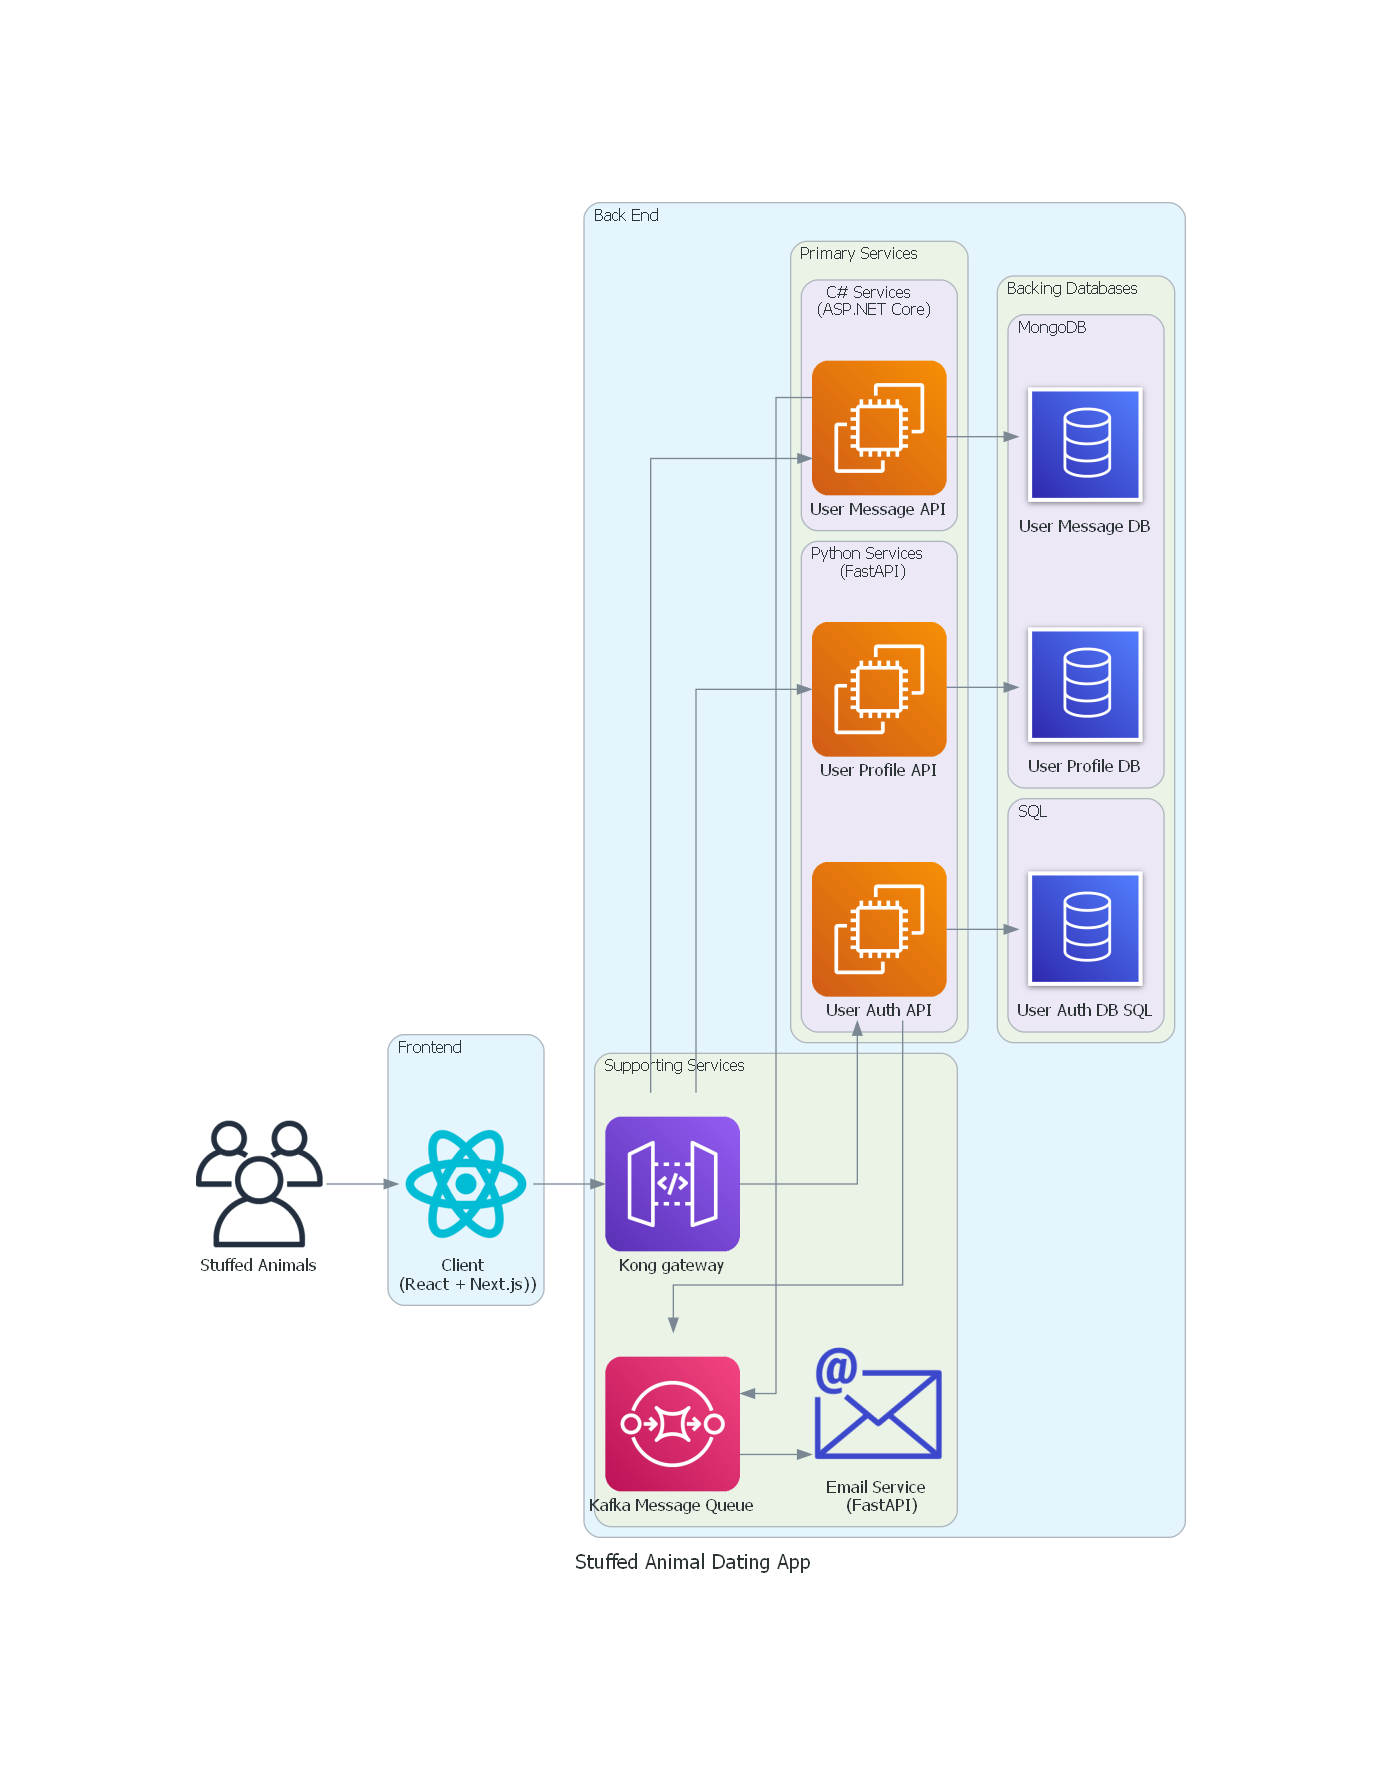 Back End
Primary Services
C# Services
(ASP.NET Core)
User Message API
Python Services
(FastAPI)
User Profile API
User Auth API
Backing Databases
MongoDB
User Message DB
User Profile DB
SQL
User Auth DB SQL
Frontend
Stuffed Animals
Client
(React + Next.js))
Supporting Services
</>
Kong gateway
@
Kafka Message Queue
Email Service
(FastAPI)
Stuffed Animal Dating App